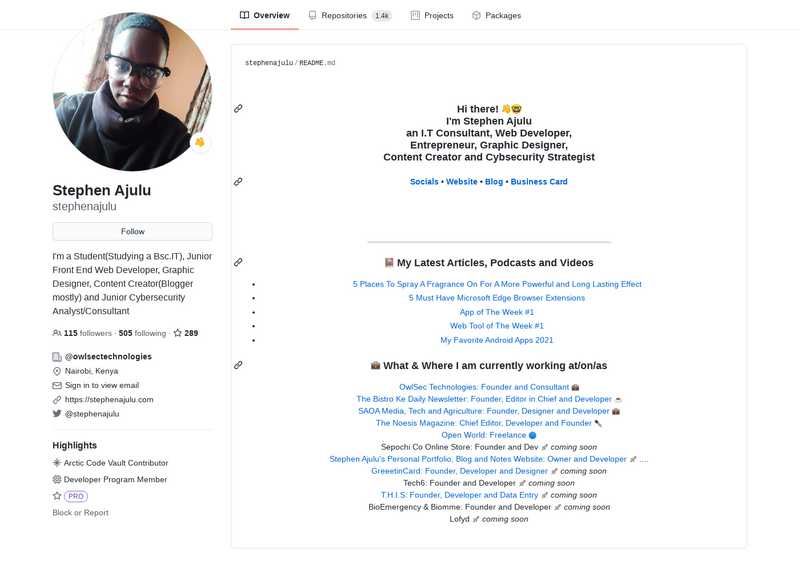 Overview
Repositories 1.4k
Projects
Packages
Stephen Ajulu
stephenajulu
Follow
I'm a Student(Studying a Bsc.IT), Junior
Front End Web Developer, Graphic
Designer, Content Creator(Blogger
mostly) and Junior Cybersecurity
Analyst/Consultant
115 followers · 505 following · 289
@owlsectechnologies
Nairobi, Kenya
Sign in to view email
https://stephenajulu.com
@stephenajulu
Highlights
Arctic Code Vault Contributor
Developer Program Member
PRO
Block or Report
stephenajulu / README.md
Hi there! 👋🤓
I'm Stephen Ajulu
an I.T Consultant, Web Developer,
Entrepreneur, Graphic Designer,
Content Creator and Cybsecurity Strategist
Socials • Website • Blog • Business Card
My Latest Articles, Podcasts and Videos
• 5 Places To Spray A Fragrance On For A More Powerful and Long Lasting Effect
• 5 Must Have Microsoft Edge Browser Extensions
• App of The Week #1
• Web Tool of The Week #1
• My Favorite Android Apps 2021
💼 What & Where I am currently working at/on/as
OwlSec Technologies: Founder and Consultant 💼
The Bistro Ke Daily Newsletter: Founder, Editor in Chief and Developer ☕
SAOA Media, Tech and Agriculture: Founder, Designer and Developer 💼
The Noesis Magazine: Chief Editor, Developer and Founder ✒️
Open World: Freelance 🌐
Sepochi Co Online Store: Founder and Dev 🚀 coming soon
Stephen Ajulu's Personal Portfolio, Blog and Notes Website: Owner and Developer 🚀 ....
GreeetinCard: Founder, Developer and Designer 🚀 coming soon
Tech6: Founder and Developer 🚀 coming soon
T.H.I.S: Founder, Developer and Data Entry 🚀 coming soon
BioEmergency & Biomme: Founder and Developer 🚀 coming soon
Lofyd 🚀 coming soon